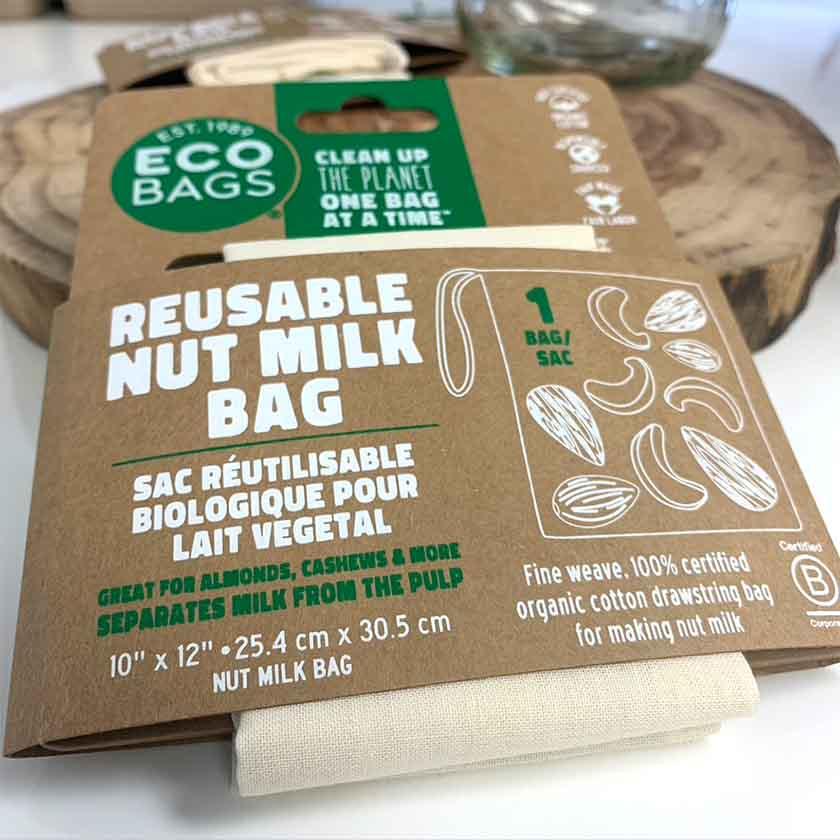 EST. 1989
ECO
BAGS®
CLEAN UP
THE PLANET
ONE BAG
AT A TIME™
FAIR LABOR
REUSABLE
NUT MILK
BAG
SAC RÉUTILISABLE
BIOLOGIQUE POUR
LAIT VEGETAL
GREAT FOR ALMONDS, CASHEWS & MORE
SEPARATES MILK FROM THE PULP
10" x 12" • 25.4 cm x 30.5 cm
NUT MILK BAG
1
BAG/
SAC
Fine weave. 100% certified
organic cotton drawstring bag
for making nut milk
Certified
B